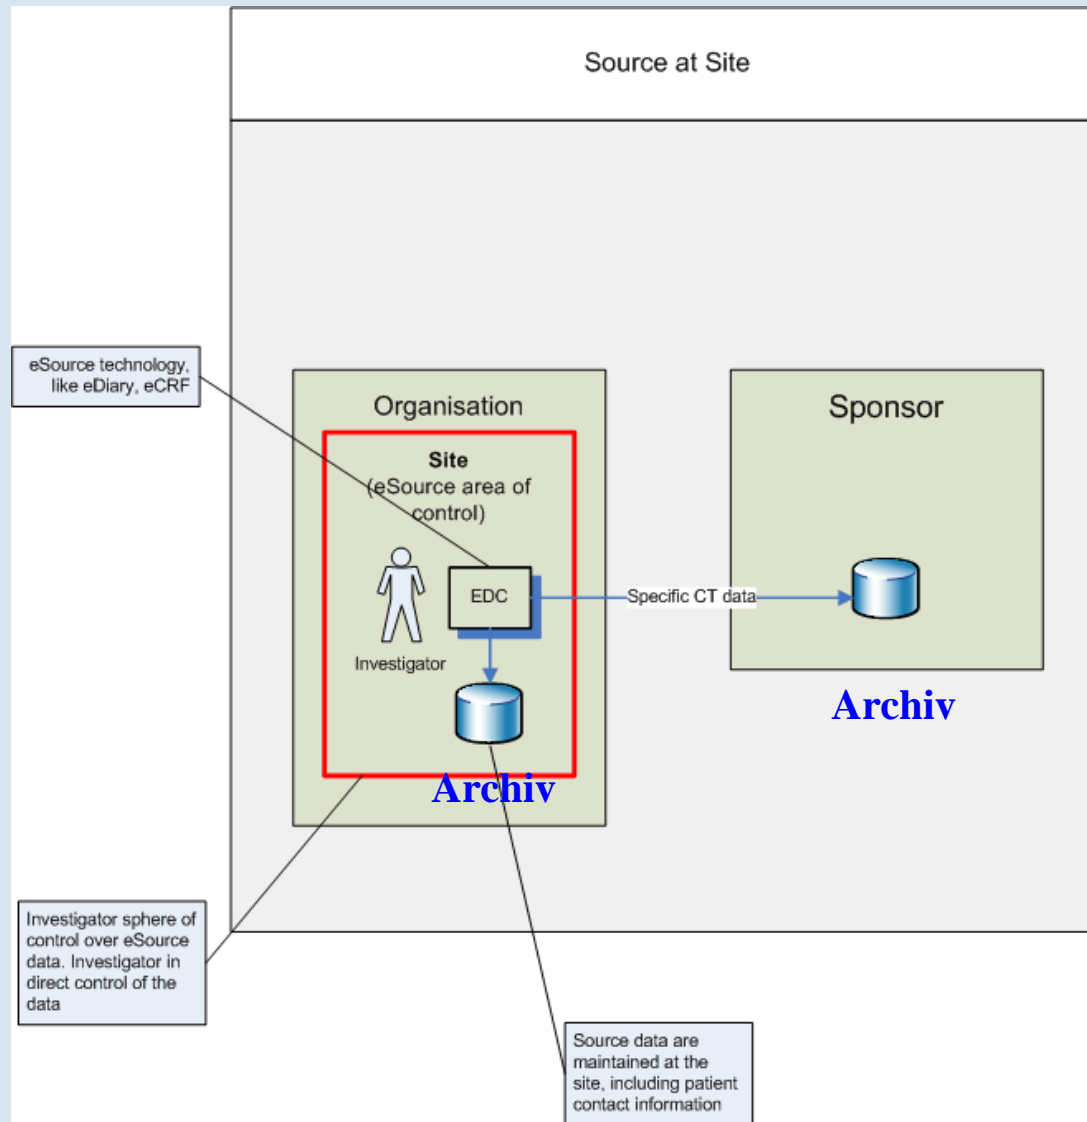 Source at Site
eSource technology,
like eDiary, eCRF
Organisation
Sponsor
Site
(eSource area of
control)
EDC
Specific CT data
Investigator
Archiv
Archiv
Investigator sphere of
control over eSource
data. Investigator in
direct control of the
data
Source data are
maintained at the
site, including patient
contact information